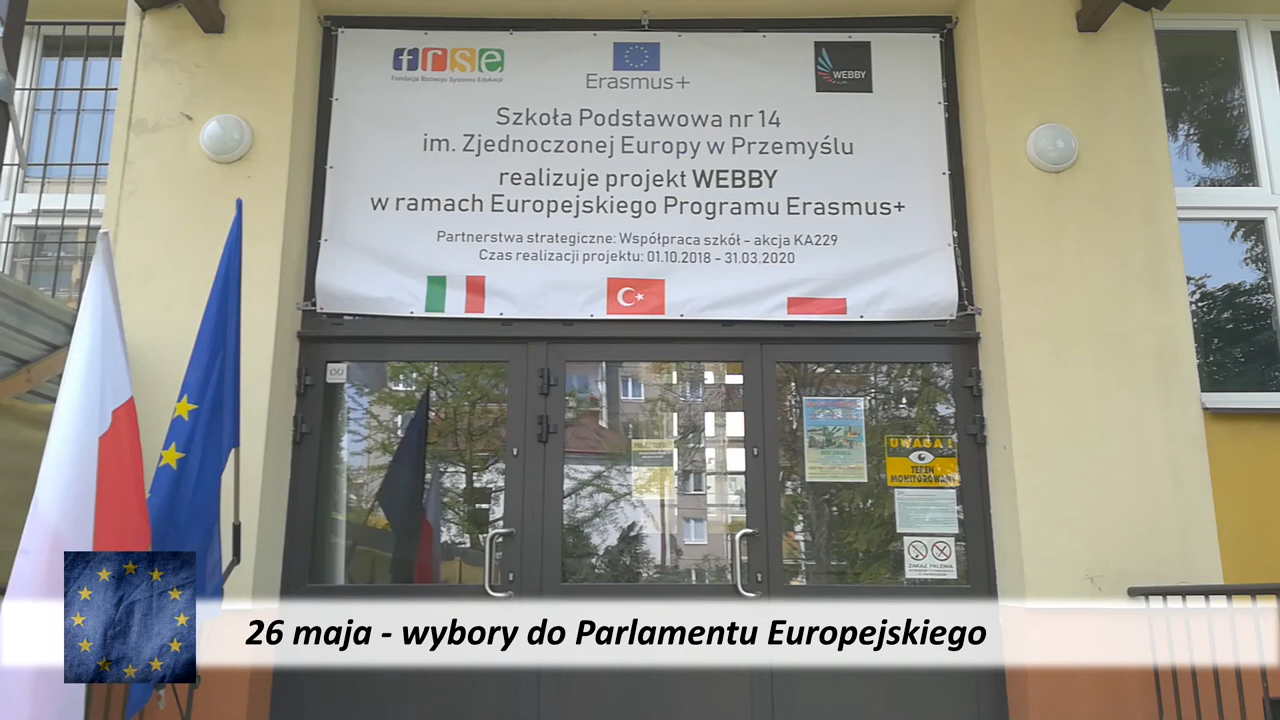 frse
Fundacja Rozwoju Systemu Edukacji
Erasmus+
WEBBY
Szkoła Podstawowa nr 14
im. Zjednoczonej Europy w Przemyślu
realizuje projekt WEBBY
w ramach Europejskiego Programu Erasmus+
Partnerstwa strategiczne: Współpraca szkół - akcja KA229
Czas realizacji projektu: 01.10.2018 - 31.03.2020
UWAGA !
TEREN
MONITOROWANY
ZAKAZ PALENIA
26 maja - wybory do Parlamentu Europejskiego